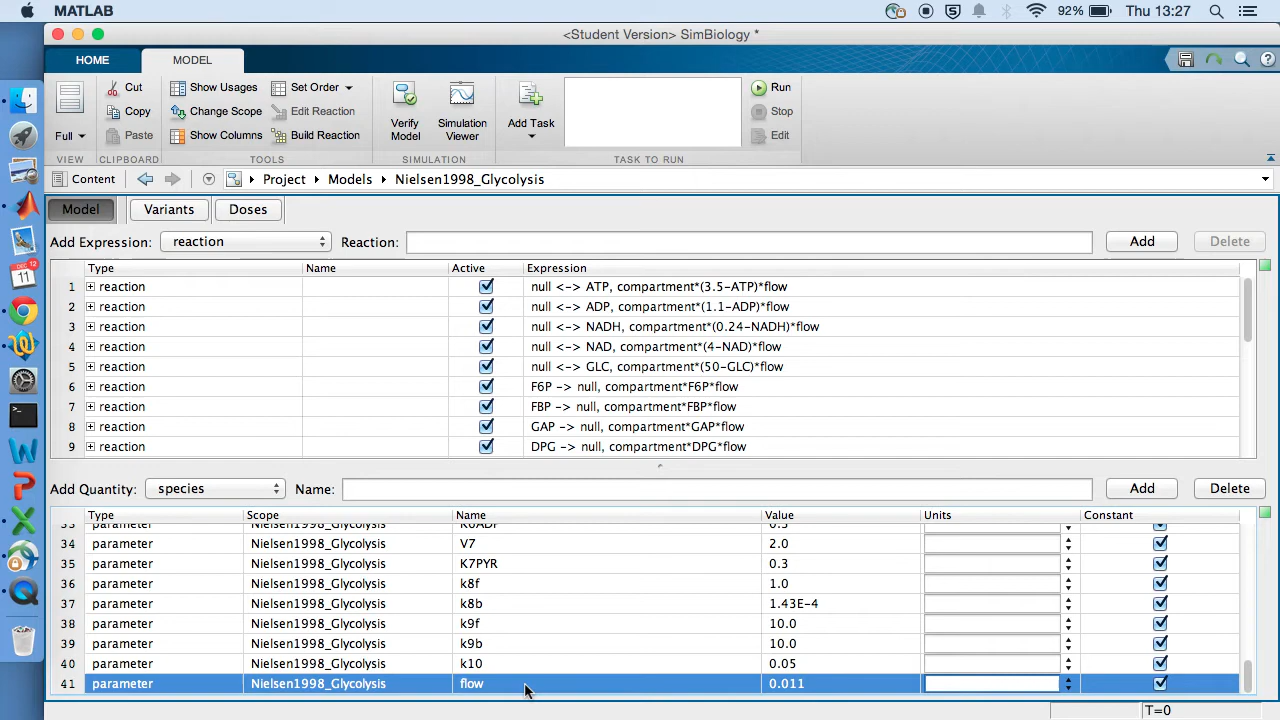 MATLAB 92% Thu 13:27
<Student Version> SimBiology *
HOME MODEL
Cut Show Usages Set Order Run
Copy Change Scope Edit Reaction Stop
Full Paste Show Columns Build Reaction Verify Model Simulation Viewer Add Task Edit
VIEW CLIPBOARD TOOLS SIMULATION TASK TO RUN
Content Project Models Nielsen1998_Glycolysis
Model Variants Doses
Add Expression: reaction Reaction: Add Delete
Type Name Active Expression
1 reaction null <-> ATP, compartment*(3.5-ATP)*flow
2 reaction null <-> ADP, compartment*(1.1-ADP)*flow
3 reaction null <-> NADH, compartment*(0.24-NADH)*flow
4 reaction null <-> NAD, compartment*(4-NAD)*flow
5 reaction null <-> GLC, compartment*(50-GLC)*flow
6 reaction F6P -> null, compartment*F6P*flow
7 reaction FBP -> null, compartment*FBP*flow
8 reaction GAP -> null, compartment*GAP*flow
9 reaction DPG -> null, compartment*DPG*flow
Add Quantity: species Name: Add Delete
Type Scope Name Value Units Constant
34 parameter Nielsen1998_Glycolysis V7 2.0
35 parameter Nielsen1998_Glycolysis K7PYR 0.3
36 parameter Nielsen1998_Glycolysis k8f 1.0
37 parameter Nielsen1998_Glycolysis k8b 1.43E-4
38 parameter Nielsen1998_Glycolysis k9f 10.0
39 parameter Nielsen1998_Glycolysis k9b 10.0
40 parameter Nielsen1998_Glycolysis k10 0.05
41 parameter Nielsen1998_Glycolysis flow 0.011
T=0